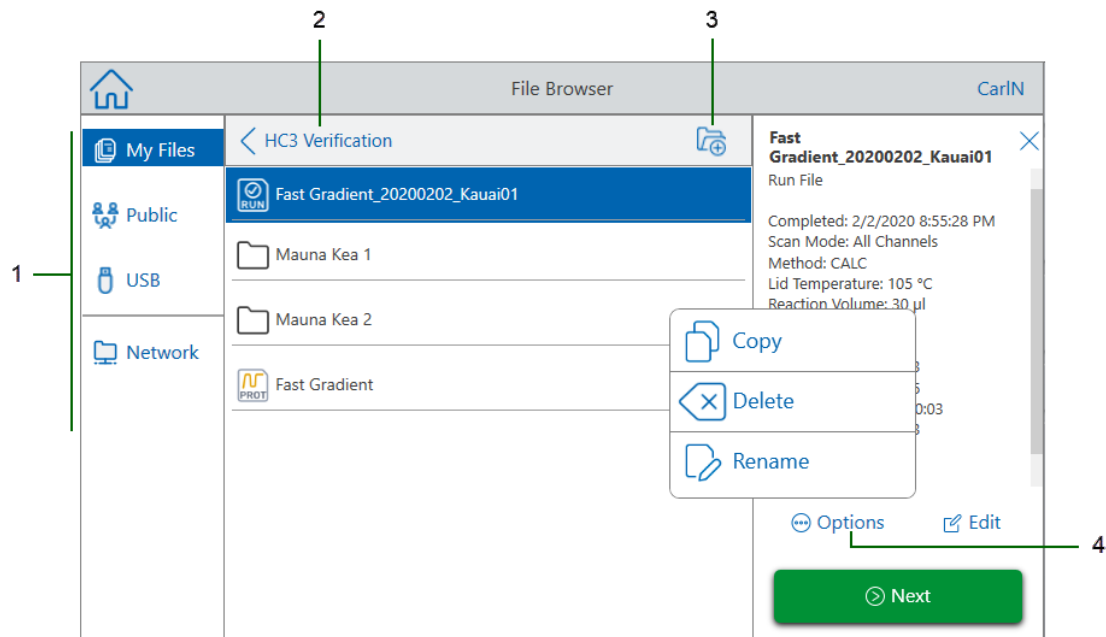 2
3
File Browser
CarlN
1
My Files
Public
USB
Network
HC3 Verification
RUN
Fast Gradient_20200202_Kauai01
Mauna Kea 1
Mauna Kea 2
PROT
Fast Gradient
Fast
Gradient_20200202_Kauai01
Run File
Completed: 2/2/2020 8:55:28 PM
Scan Mode: All Channels
Method: CALC
Lid Temperature: 105 °C
Reaction Volume: 30 µl
0:03
Copy
Delete
Rename
Options
Edit
4
Next